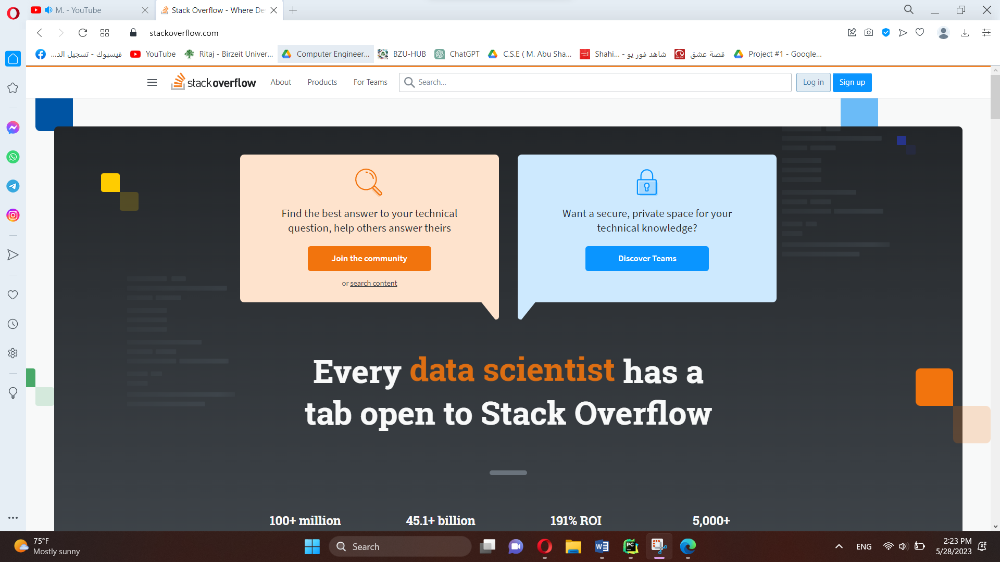 M. - YouTube
Stack Overflow - Where De
stackoverflow.com
فيسبوك - تسجيل الد...
YouTube
Ritaj - Birzeit Univer...
Computer Engineer...
BZU-HUB
ChatGPT
C.S.E ( M. Abu Sha...
Shahi... - شاهد فور يو
قصة عشق
Project #1 - Google...
stack overflow
About
Products
For Teams
Search...
Log in
Sign up
Find the best answer to your technical
question, help others answer theirs
Join the community
or search content
Want a secure, private space for your
technical knowledge?
Discover Teams
Every data scientist has a
tab open to Stack Overflow
100+ million
45.1+ billion
191% ROI
5,000+
75°F
Mostly sunny
Search
PC
ENG
2:23 PM
5/28/2023